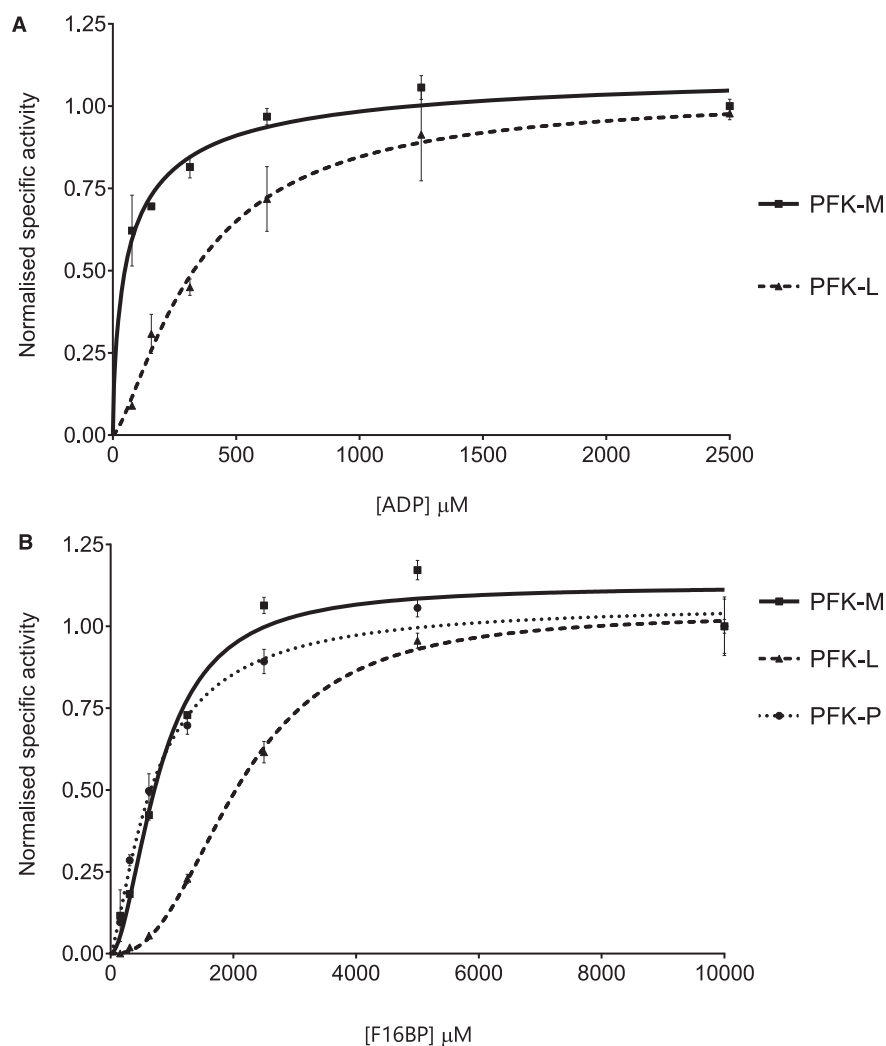 A
1.25
1.00
0.75
0.50
0.25
0.00
Normalised specific activity
0 500 1000 1500 2000 2500
[ADP] μM
PFK-M
PFK-L
B
1.25
1.00
0.75
0.50
0.25
0.00
Normalised specific activity
0 2000 4000 6000 8000 10000
[F16BP] μM
PFK-M
PFK-L
PFK-P